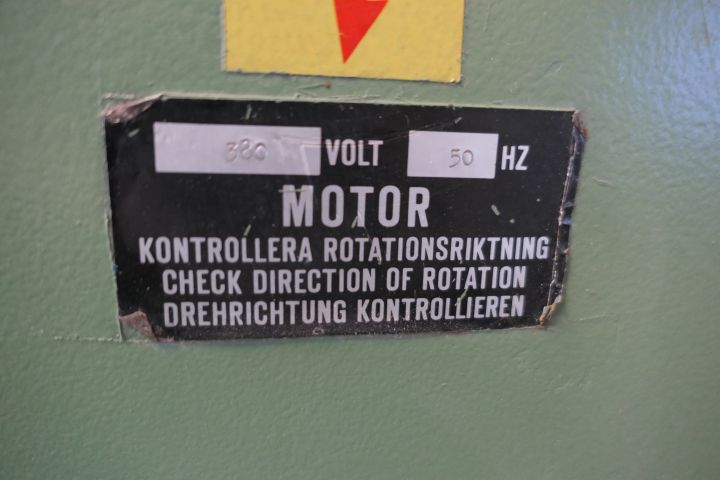 380 VOLT 50 HZ
MOTOR
KONTROLLERA ROTATIONSRIKTNING
CHECK DIRECTION OF ROTATION
DREHRICHTUNG KONTROLLIEREN